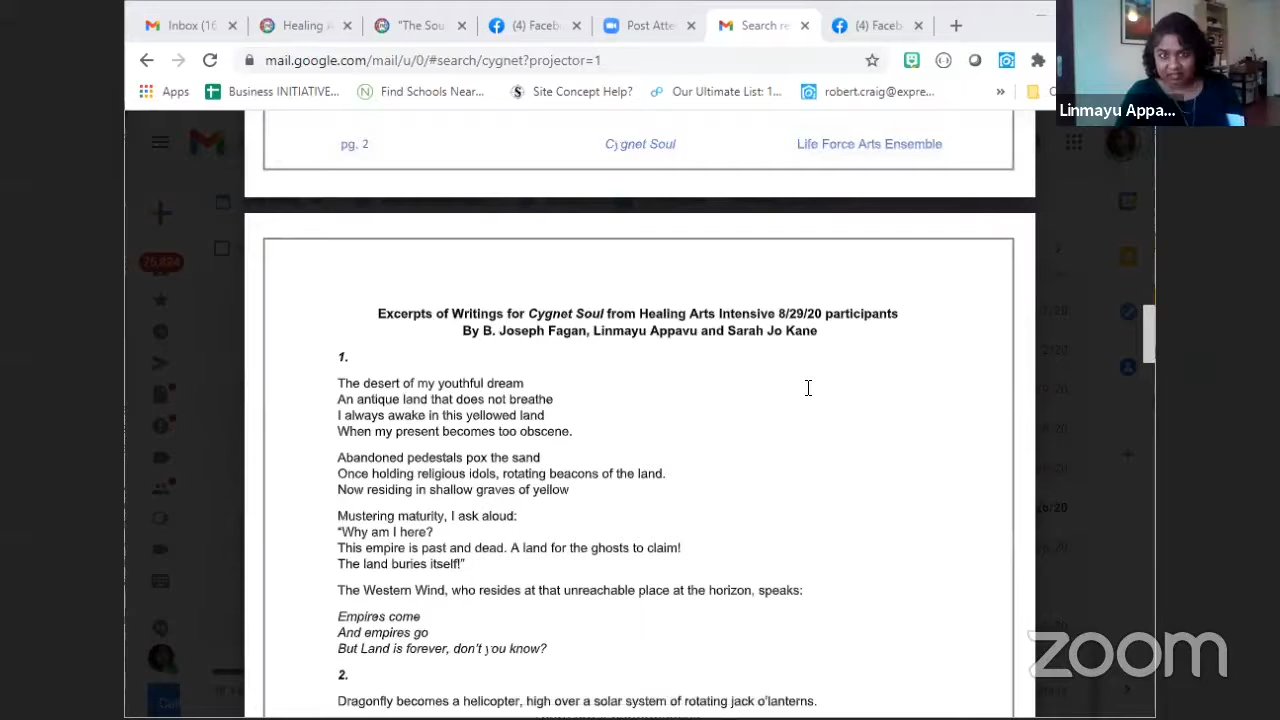 Inbox (16
Healing A
"The Sou
(4) Faceb
Post Atte
Search re
(4) Faceb
mail.google.com/mail/u/0/#search/cygnet?projector=1
Apps
Business INITIATIVE...
Find Schools Near...
Site Concept Help?
Our Ultimate List: 1...
robert.craig@expre...
»
Linmayu Appa...
pg. 2
Cygnet Soul
Life Force Arts Ensemble
75,824
Excerpts of Writings for Cygnet Soul from Healing Arts Intensive 8/29/20 participants
By B. Joseph Fagan, Linmayu Appavu and Sarah Jo Kane
1.
The desert of my youthful dream
An antique land that does not breathe
I always awake in this yellowed land
When my present becomes too obscene.
Abandoned pedestals pox the sand
Once holding religious idols, rotating beacons of the land.
Now residing in shallow graves of yellow
Mustering maturity, I ask aloud:
“Why am I here?
This empire is past and dead. A land for the ghosts to claim!
The land buries itself!”
The Western Wind, who resides at that unreachable place at the horizon, speaks:
Empires come
And empires go
But Land is forever, don’t you know?
2.
Dragonfly becomes a helicopter, high over a solar system of rotating jack o’lanterns.
zoom